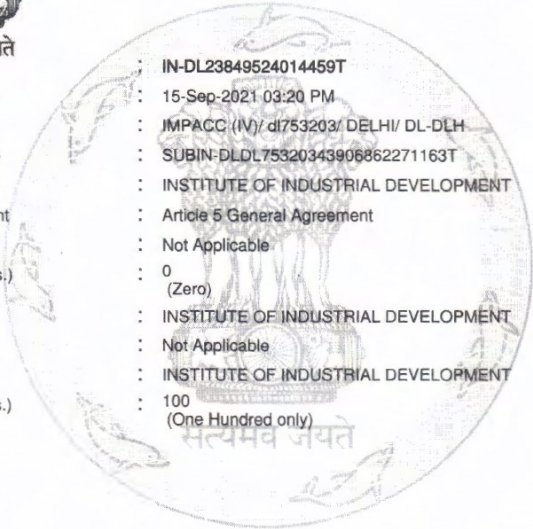 : IN-DL23849524014459T
: 15-Sep-2021 03:20 PM
: IMPACC (IV)/ dl753203/ DELHI/ DL-DLH
: SUBIN-DLDL75320343906862271163T
: INSTITUTE OF INDUSTRIAL DEVELOPMENT
: Article 5 General Agreement
: Not Applicable
: 0
(Zero)
: INSTITUTE OF INDUSTRIAL DEVELOPMENT
: Not Applicable
: INSTITUTE OF INDUSTRIAL DEVELOPMENT
: 100
(One Hundred only)
सत्यमेव जयते